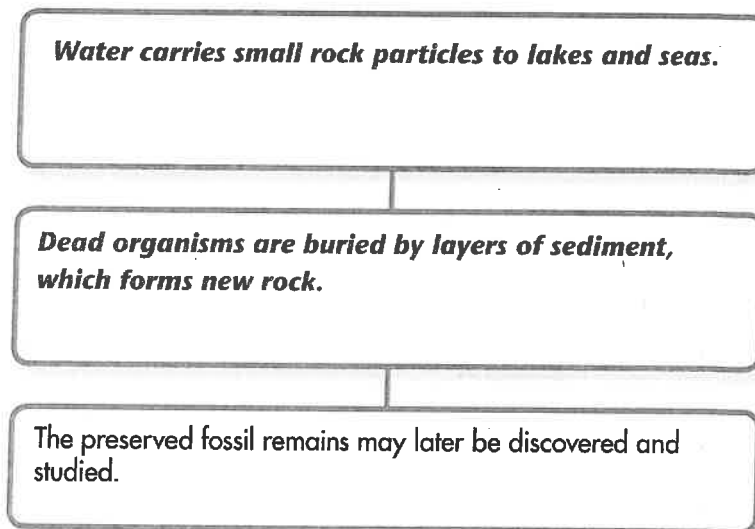 Water carries small rock particles to lakes and seas.
Dead organisms are buried by layers of sediment,
which forms new rock.
The preserved fossil remains may later be discovered and
studied.